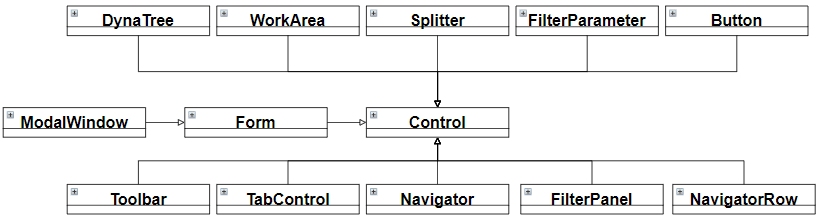 DynaTree WorkArea Splitter FilterParameter Button
ModalWindow Form Control
Toolbar TabControl Navigator FilterPanel NavigatorRow